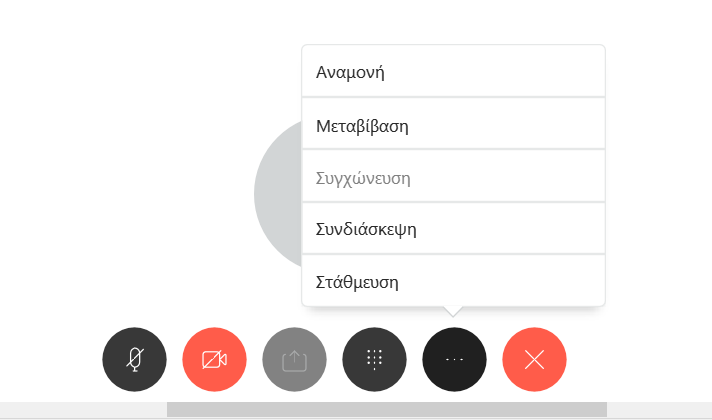 Αναμονή
Μεταβίβαση
Συγχώνευση
Συνδιάσκεψη
Στάθμευση